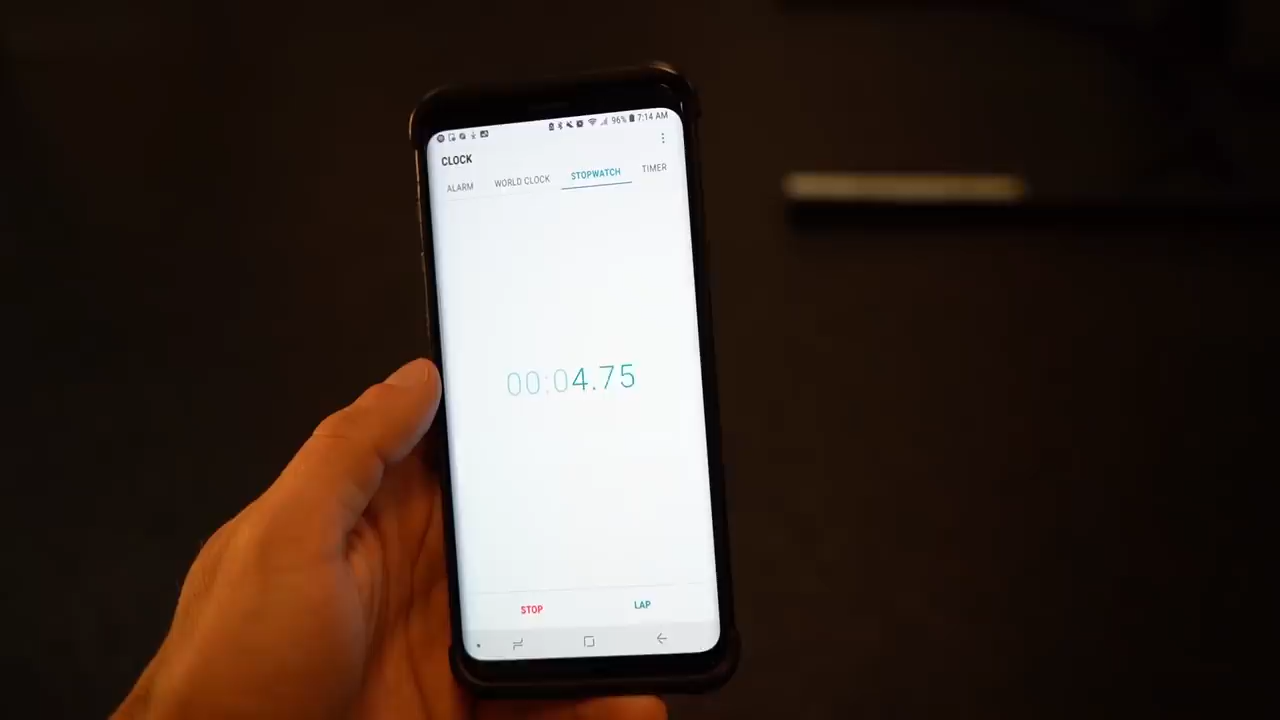 96% 7:14 AM
CLOCK
ALARM WORLD CLOCK STOPWATCH TIMER
00:04.75
STOP LAP